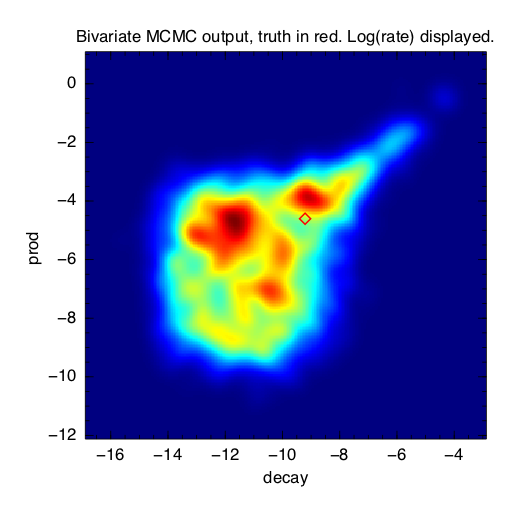 Bivariate MCMC output, truth in red. Log(rate) displayed.
0
−2
−4
−6
−8
−10
−12
prod
−16 −14 −12 −10 −8 −6 −4
decay